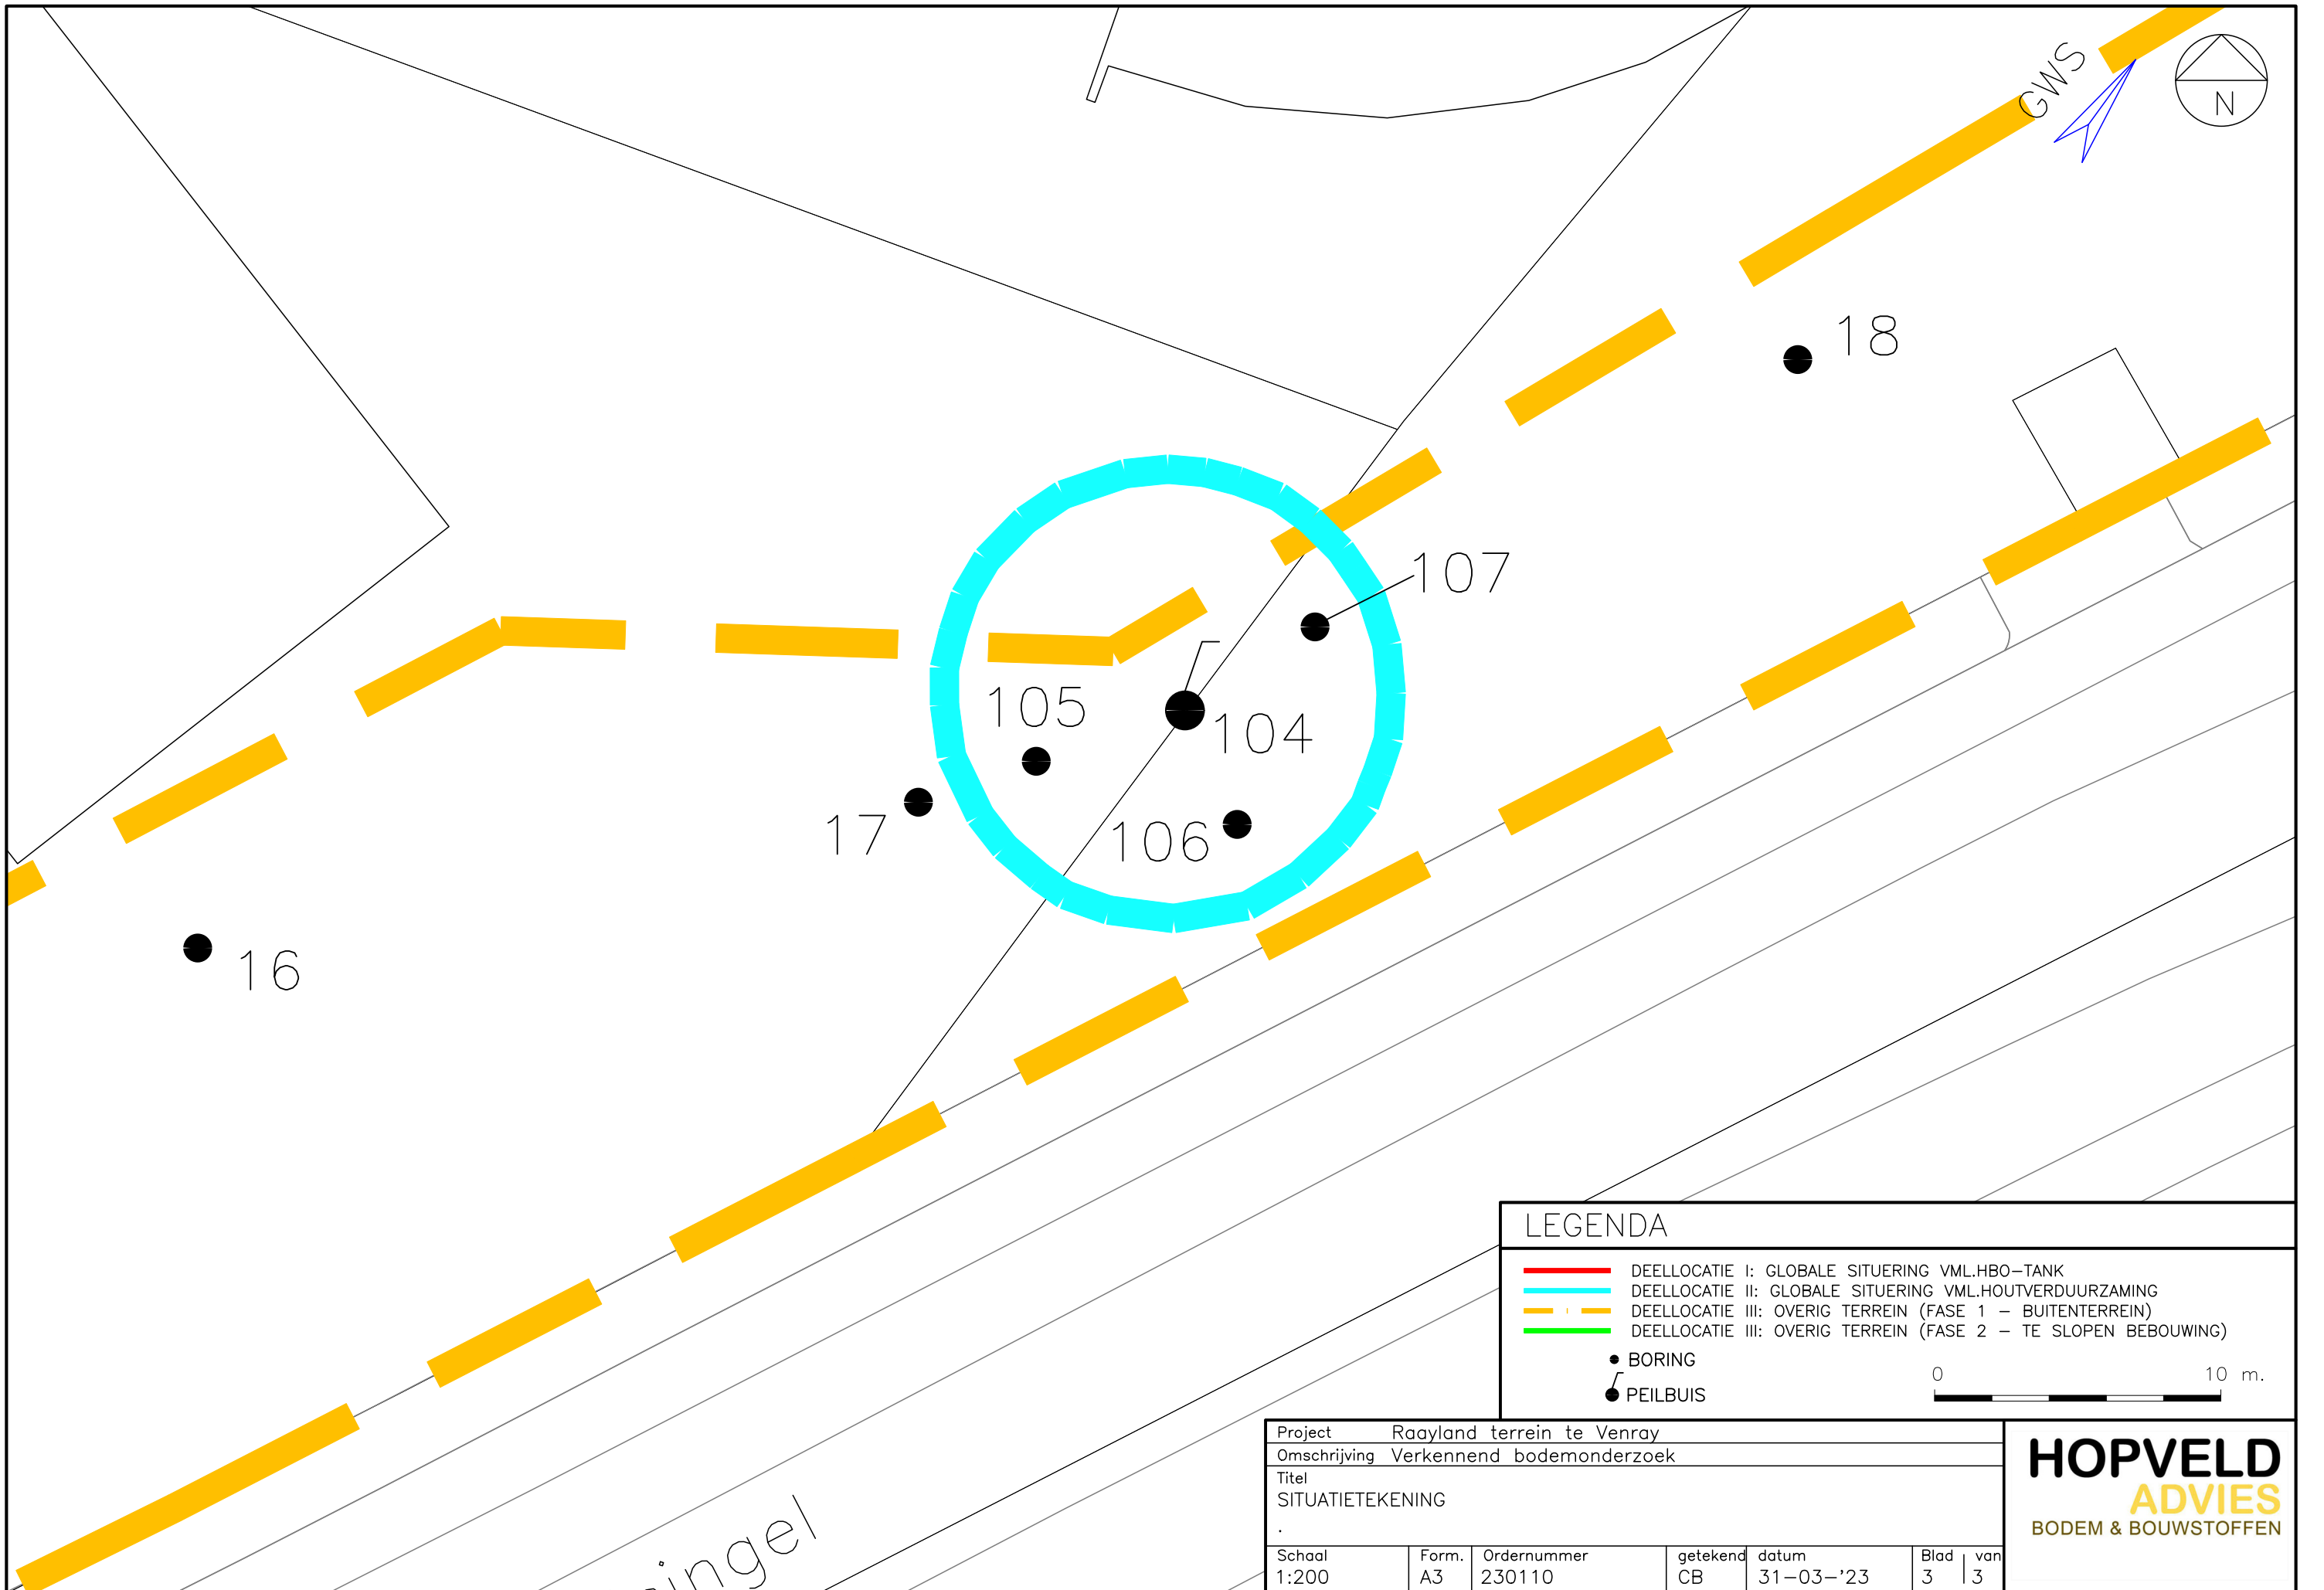 GWS
N
18
107
105
104
17
106
16
LEGENDA
DEELLOCATIE I: GLOBALE SITUERING VML.HBO-TANK
DEELLOCATIE II: GLOBALE SITUERING VML.HOUTVERDUURZAMING
DEELLOCATIE III: OVERIG TERREIN (FASE 1 - BUITENTERREIN)
DEELLOCATIE III: OVERIG TERREIN (FASE 2 - TE SLOPEN BEBOUWING)
BORING
PEILBUIS
0 10 m.
Project Raayland terrein te Venray
Omschrijving Verkennend bodemonderzoek
Titel
SITUATIETEKENING
.
Schaal Form. Ordernummer getekend datum Blad van
1:200 A3 230110 CB 31-03-'23 3 3
HOPVELD
ADVIES
BODEM & BOUWSTOFFEN